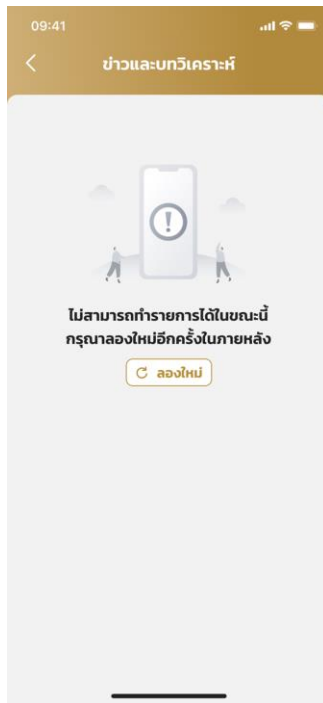 09:41
ข่าวและบทวิเคราะห์
ไม่สามารถทำรายการได้ในขณะนี้
กรุณาลองใหม่อีกครั้งในภายหลัง
ลองใหม่